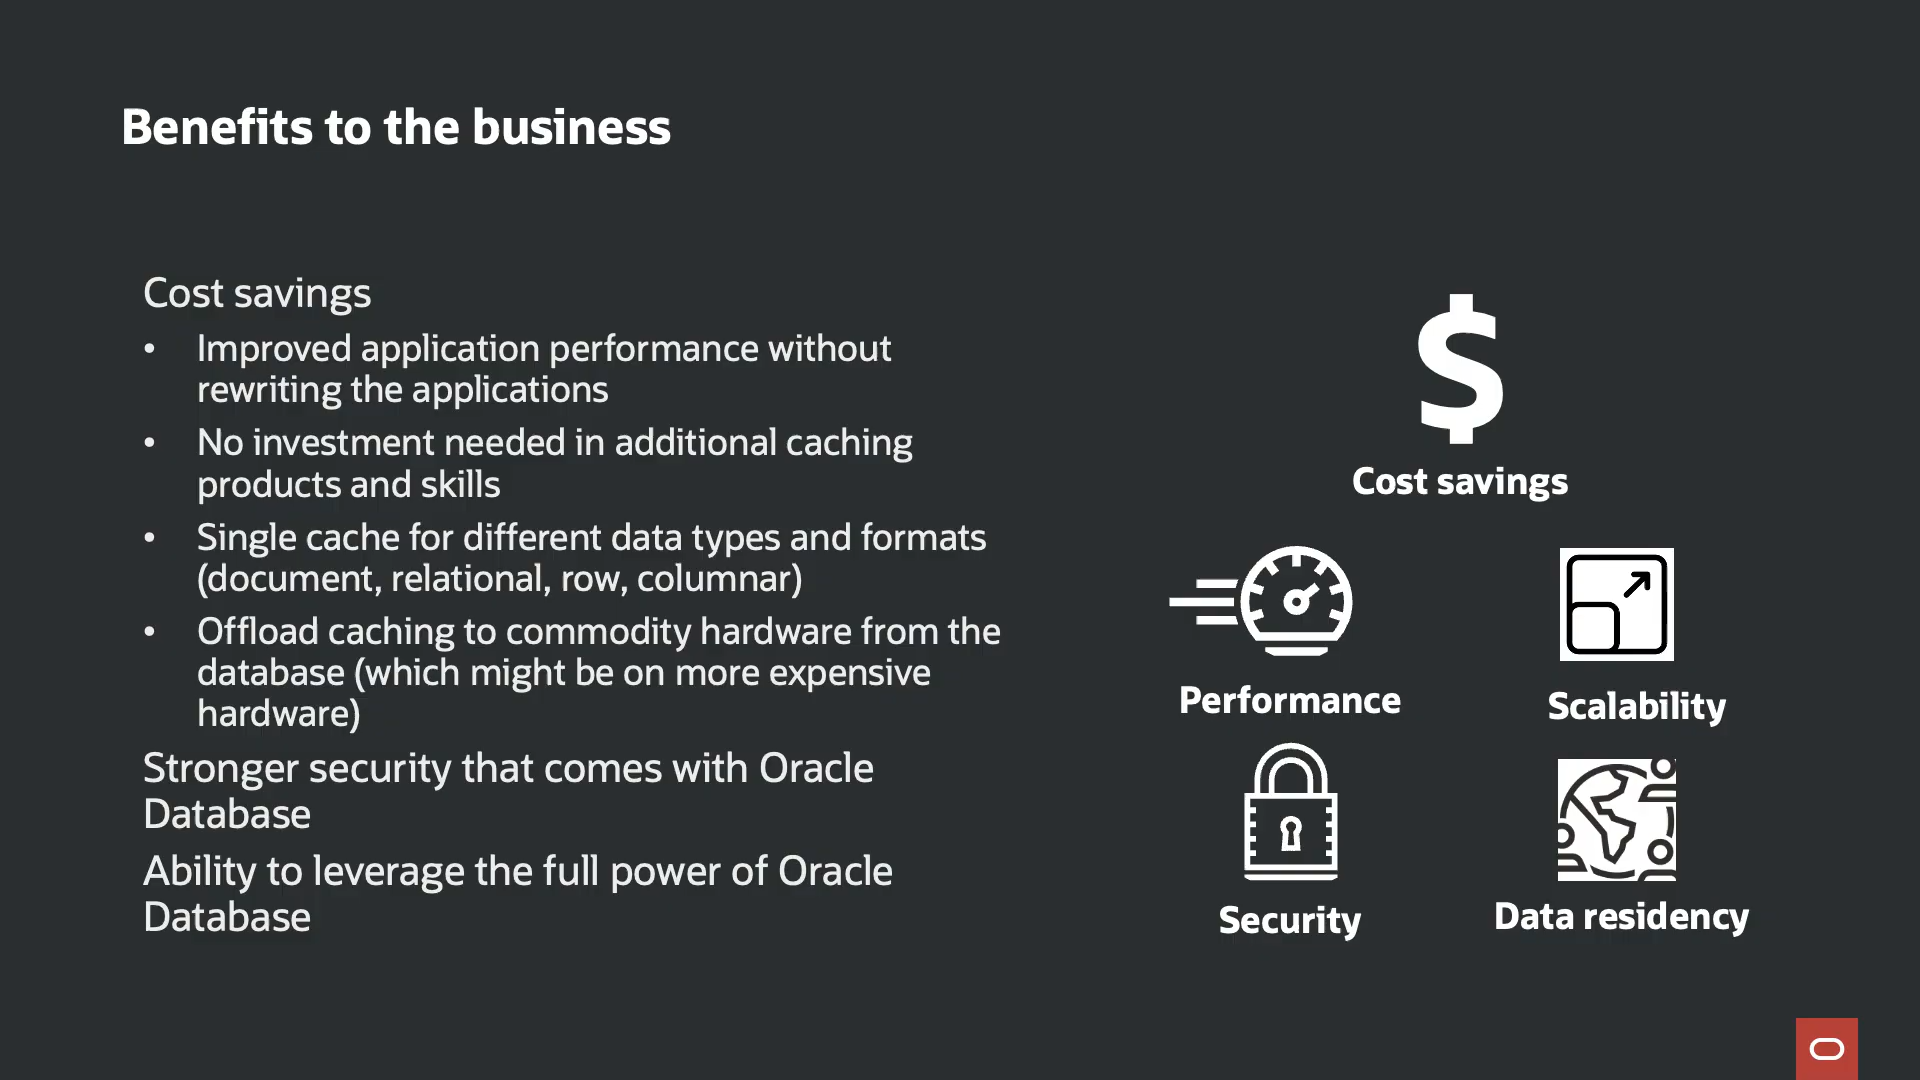 Benefits to the business
Cost savings
• Improved application performance without
rewriting the applications
• No investment needed in additional caching
products and skills
• Single cache for different data types and formats
(document, relational, row, columnar)
• Offload caching to commodity hardware from the
database (which might be on more expensive
hardware)
Stronger security that comes with Oracle
Database
Ability to leverage the full power of Oracle
Database
$
Cost savings
Performance
Scalability
Security
Data residency